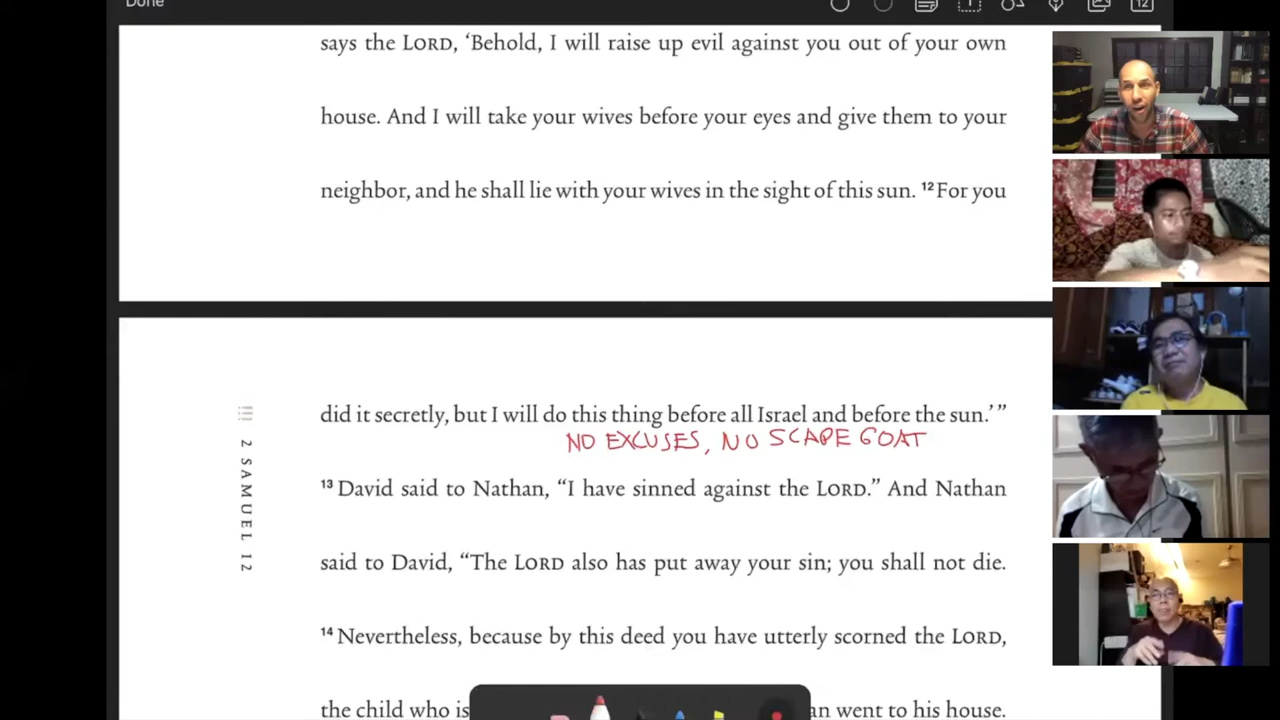 Done
12
says the LORD, ‘Behold, I will raise up evil against you out of your own
house. And I will take your wives before your eyes and give them to your
neighbor, and he shall lie with your wives in the sight of this sun. 12 For you
did it secretly, but I will do this thing before all Israel and before the sun.’”
NO EXCUSES, NO SCAPE GOAT
2 SAMUEL 12
13 David said to Nathan, “I have sinned against the LORD.” And Nathan
said to David, “The LORD also has put away your sin; you shall not die.
14 Nevertheless, because by this deed you have utterly scorned the LORD,
the child who is an went to his house.